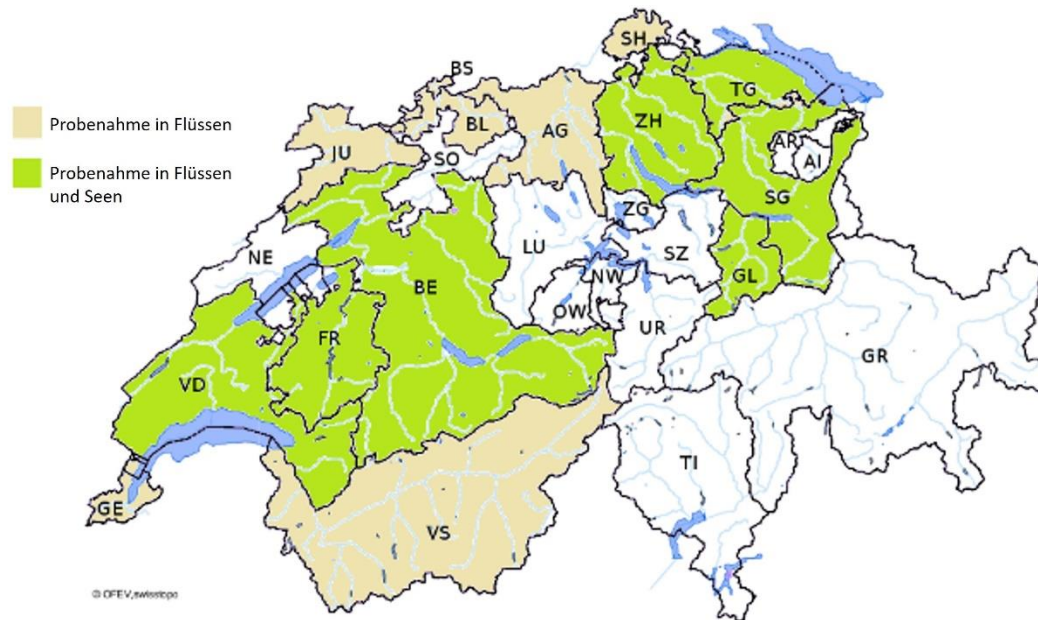 Probenahme in Flüssen
Probenahme in Flüssen
und Seen
SH
BS
TG
BL
AG
ZH
JU
SO
AR
AI
SG
ZG
NE
LU
SZ
BE
NW
GL
OW
UR
FR
GR
VD
TI
GE
VS
© OFEV,swisstopo